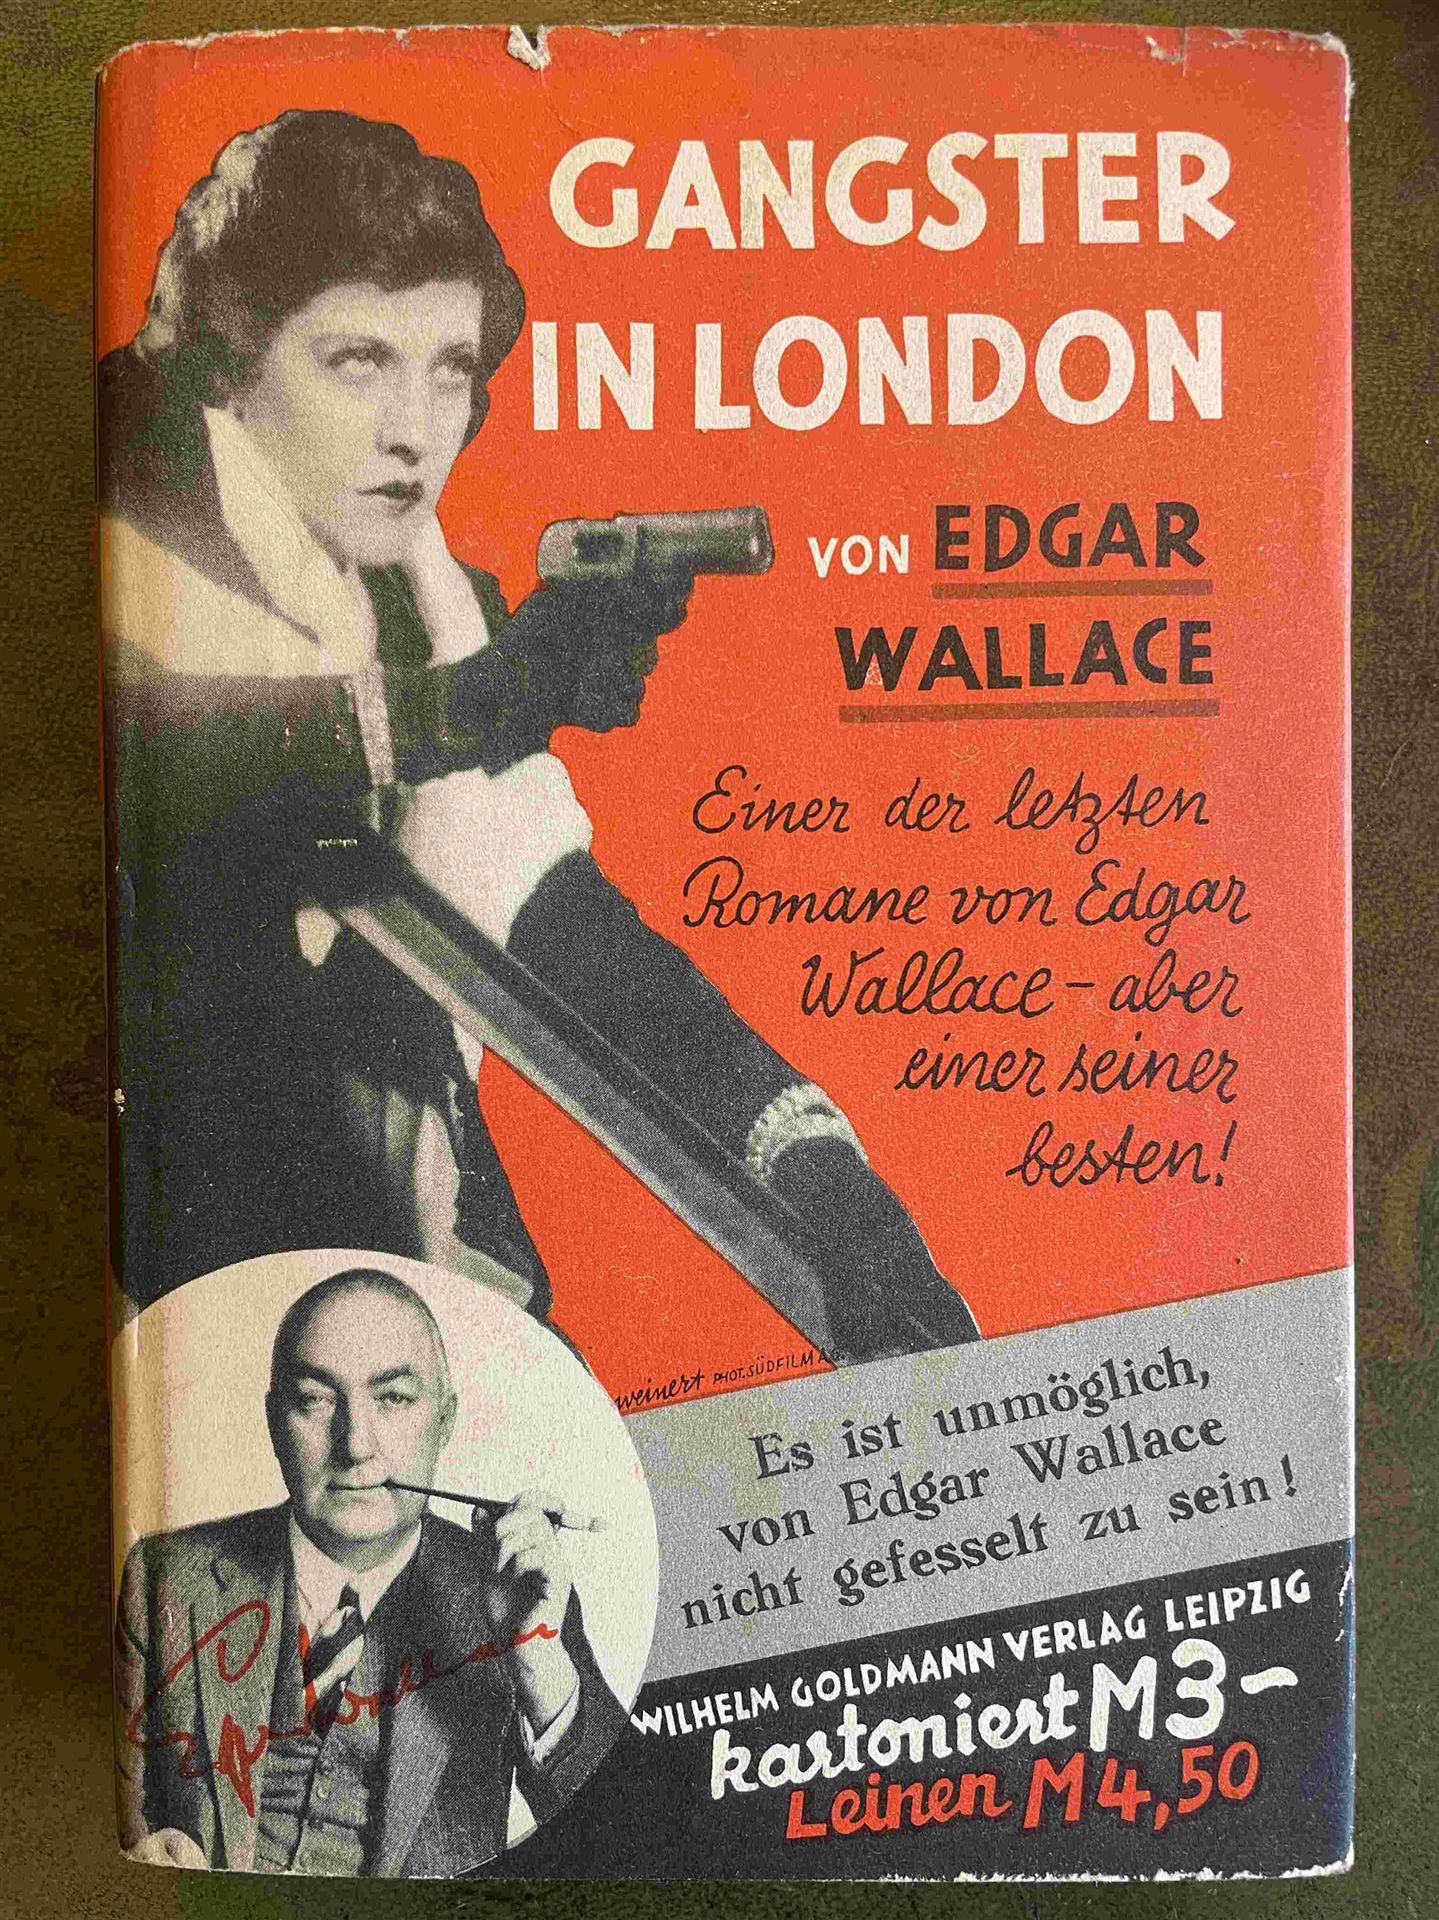 GANGSTER
IN LONDON
VON EDGAR
WALLACE
Einer der letzten
Romane von Edgar
Wallace – aber
einer seiner
besten!
weinert PHOT. SÜDFILM A.G.
Es ist unmöglich,
von Edgar Wallace
nicht gefesselt zu sein!
WILHELM GOLDMANN VERLAG LEIPZIG
kartoniert M 3–
Leinen M 4,50
Edgar Wallace